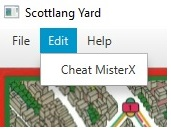 Scottlang Yard
File Edit Help
Cheat MisterX